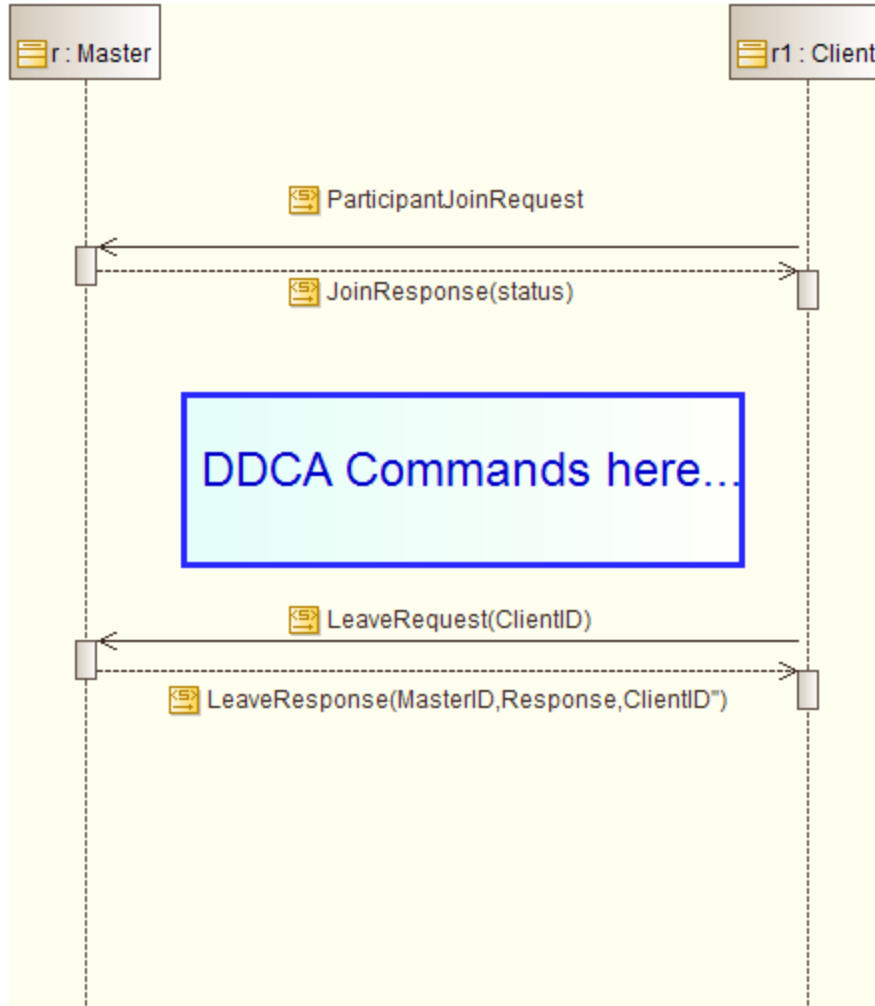 r : Master
r1 : Client
ParticipantJoinRequest
JoinResponse(status)
DDCA Commands here...
LeaveRequest(ClientID)
LeaveResponse(MasterID,Response,ClientID")